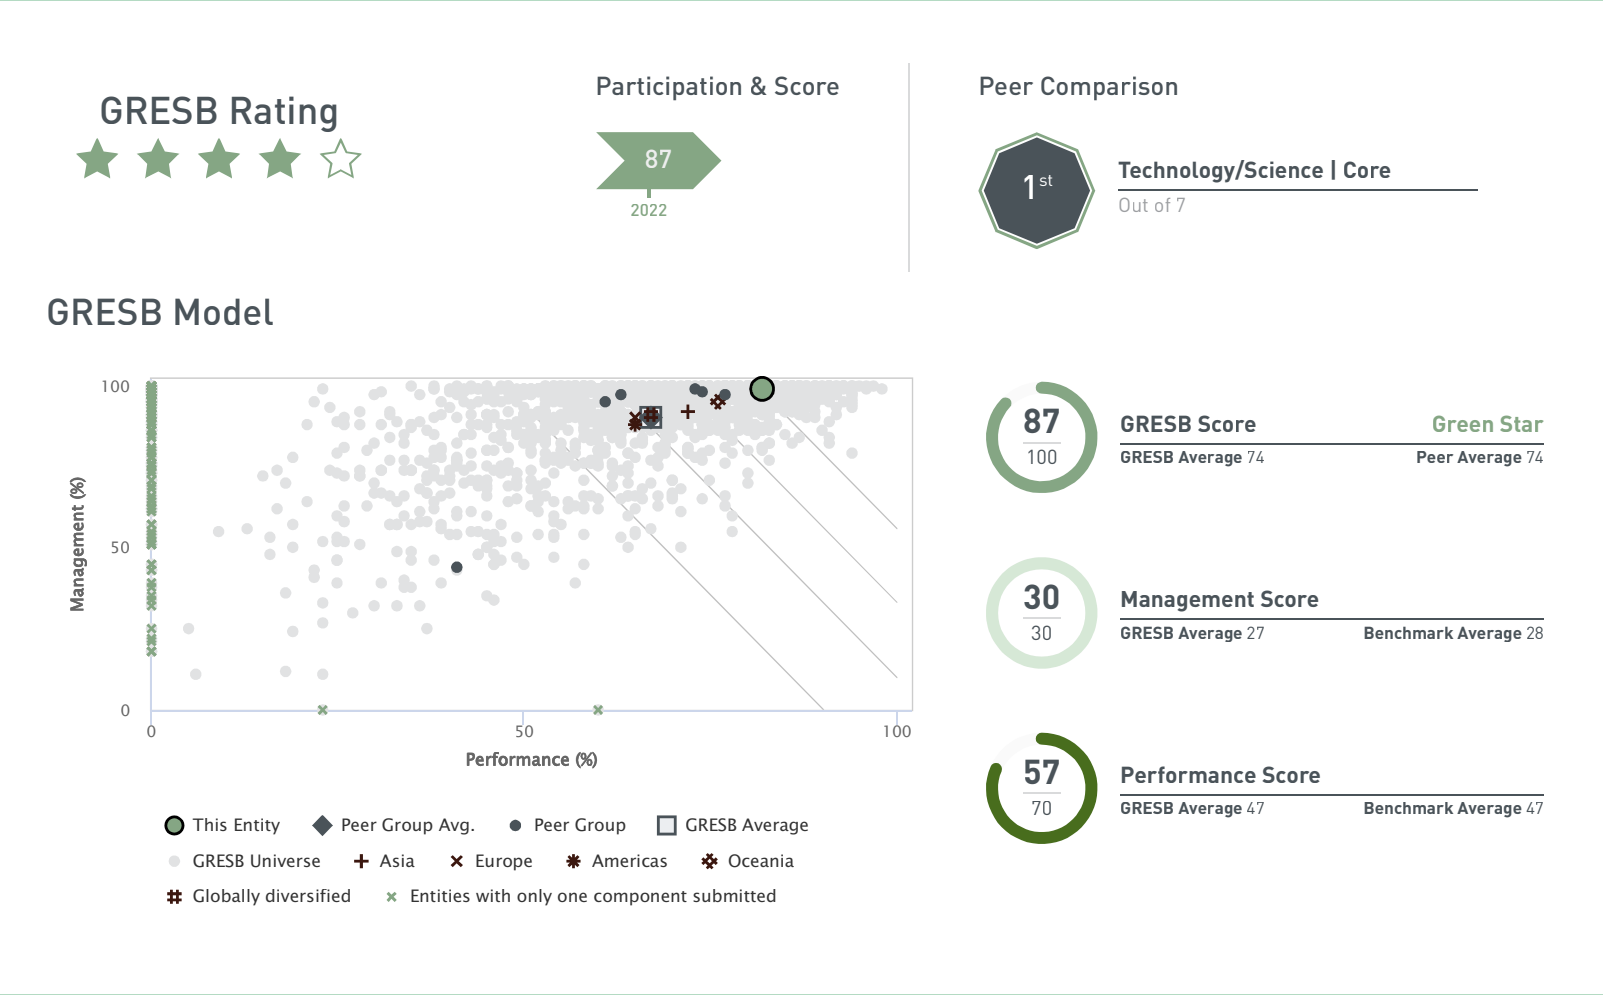 GRESB Rating
Participation & Score
87
2022
Peer Comparison
1st
Technology/Science | Core
Out of 7
GRESB Model
100
50
0
Management (%)
0
50
100
Performance (%)
This Entity
Peer Group Avg.
Peer Group
GRESB Average
GRESB Universe
Asia
Europe
Americas
Oceania
Globally diversified
Entities with only one component submitted
87
100
GRESB Score
Green Star
GRESB Average 74
Peer Average 74
30
30
Management Score
GRESB Average 27
Benchmark Average 28
57
70
Performance Score
GRESB Average 47
Benchmark Average 47